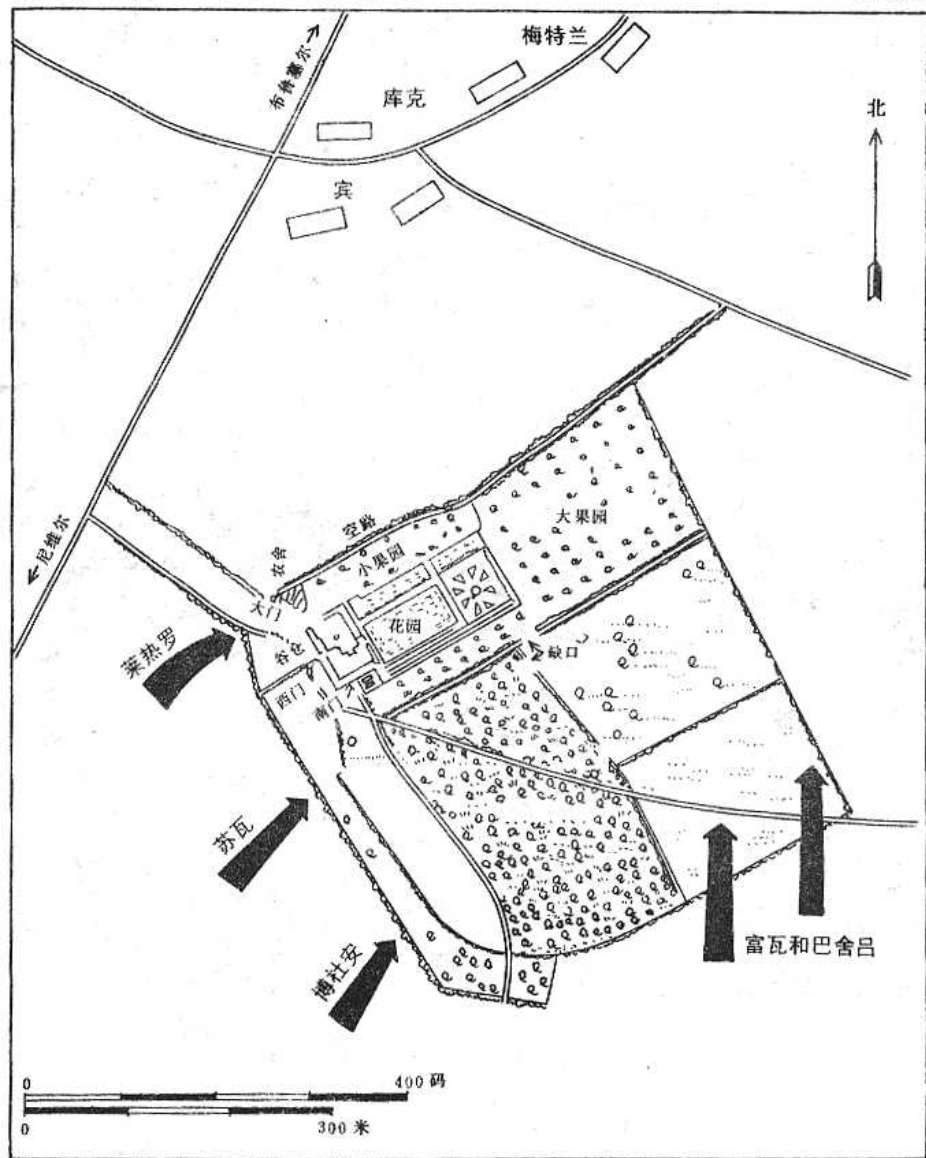 梅特兰
布鲁塞尔→
库克
北
宾
←尼维尔
空路
大果园
农舍
小果园
大门
花园
谷仓
缺口
莱热罗
西门
南门
苏瓦
富瓦和巴舍吕
博社安
0 400 码
0 300 米